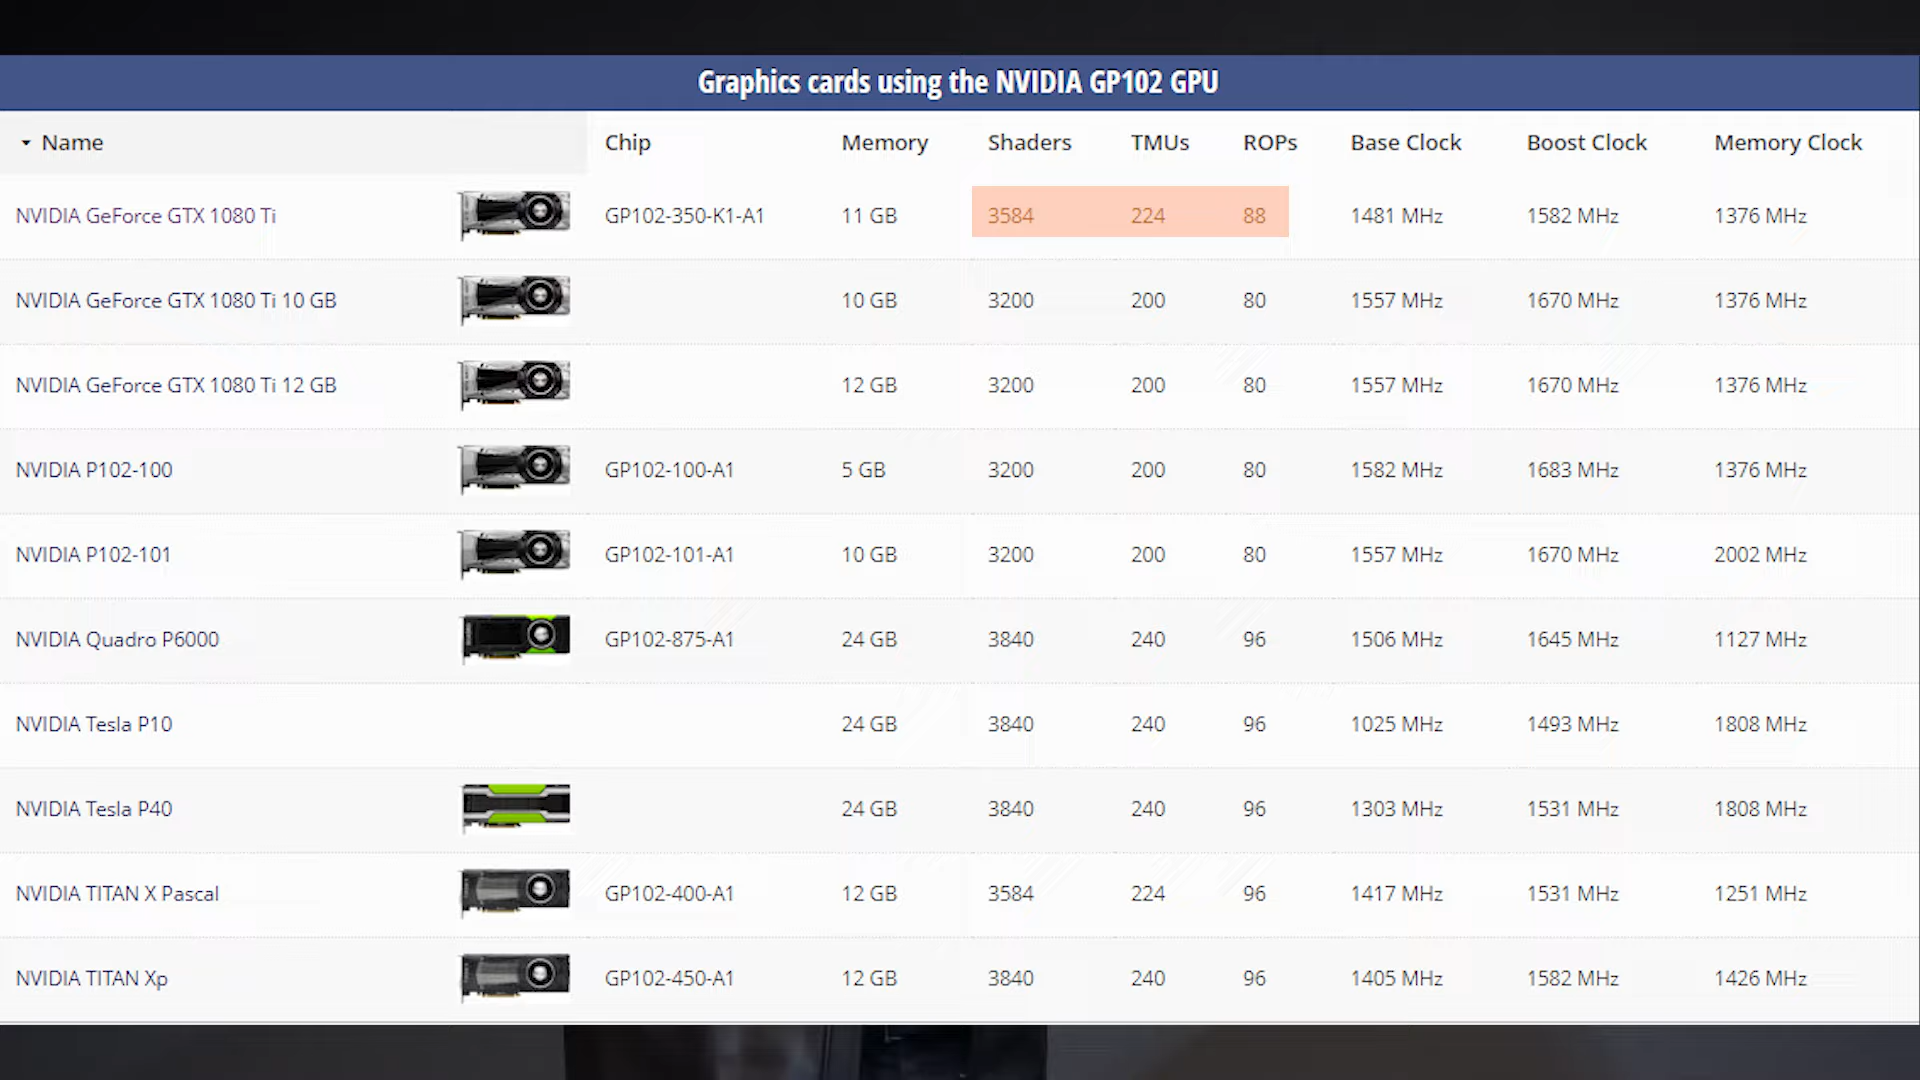 Graphics cards using the NVIDIA GP102 GPU
Name Chip Memory Shaders TMUs ROPs Base Clock Boost Clock Memory Clock
NVIDIA GeForce GTX 1080 Ti GP102-350-K1-A1 11 GB 3584 224 88 1481 MHz 1582 MHz 1376 MHz
NVIDIA GeForce GTX 1080 Ti 10 GB 10 GB 3200 200 80 1557 MHz 1670 MHz 1376 MHz
NVIDIA GeForce GTX 1080 Ti 12 GB 12 GB 3200 200 80 1557 MHz 1670 MHz 1376 MHz
NVIDIA P102-100 GP102-100-A1 5 GB 3200 200 80 1582 MHz 1683 MHz 1376 MHz
NVIDIA P102-101 GP102-101-A1 10 GB 3200 200 80 1557 MHz 1670 MHz 2002 MHz
NVIDIA Quadro P6000 GP102-875-A1 24 GB 3840 240 96 1506 MHz 1645 MHz 1127 MHz
NVIDIA Tesla P10 24 GB 3840 240 96 1025 MHz 1493 MHz 1808 MHz
NVIDIA Tesla P40 24 GB 3840 240 96 1303 MHz 1531 MHz 1808 MHz
NVIDIA TITAN X Pascal GP102-400-A1 12 GB 3584 224 96 1417 MHz 1531 MHz 1251 MHz
NVIDIA TITAN Xp GP102-450-A1 12 GB 3840 240 96 1405 MHz 1582 MHz 1426 MHz